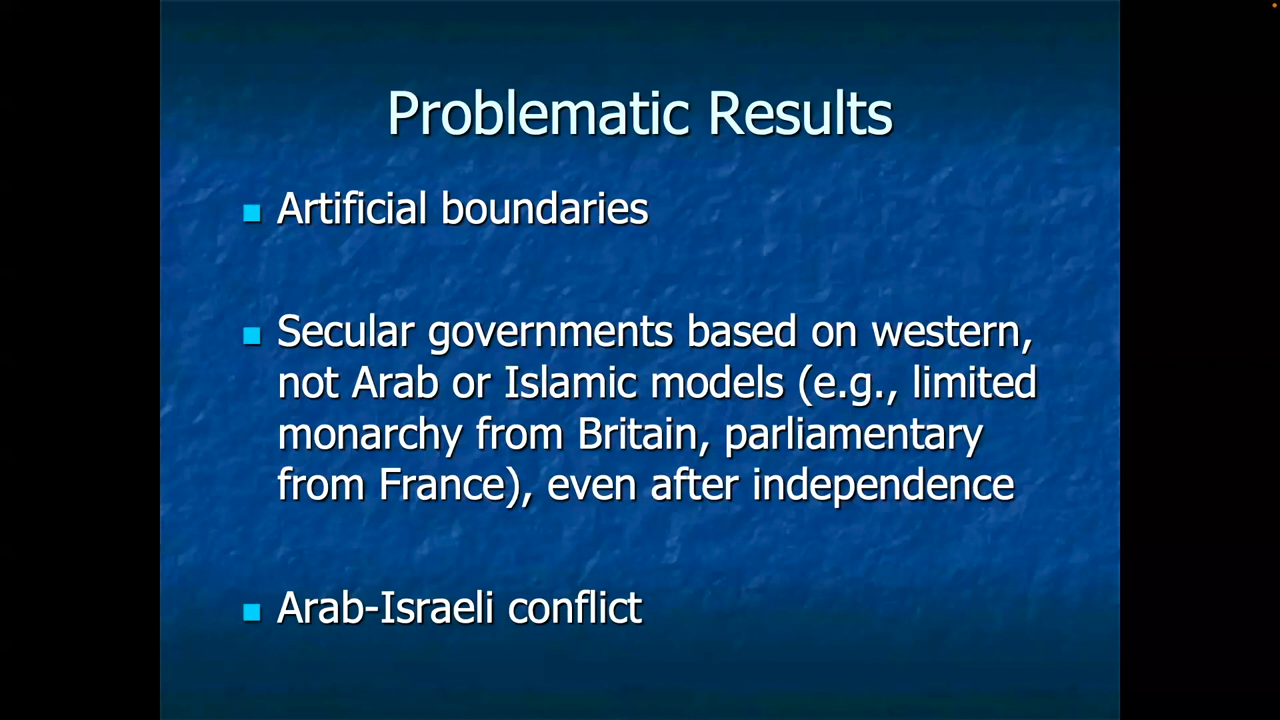 Problematic Results
Artificial boundaries
Secular governments based on western,
not Arab or Islamic models (e.g., limited
monarchy from Britain, parliamentary
from France), even after independence
Arab-Israeli conflict